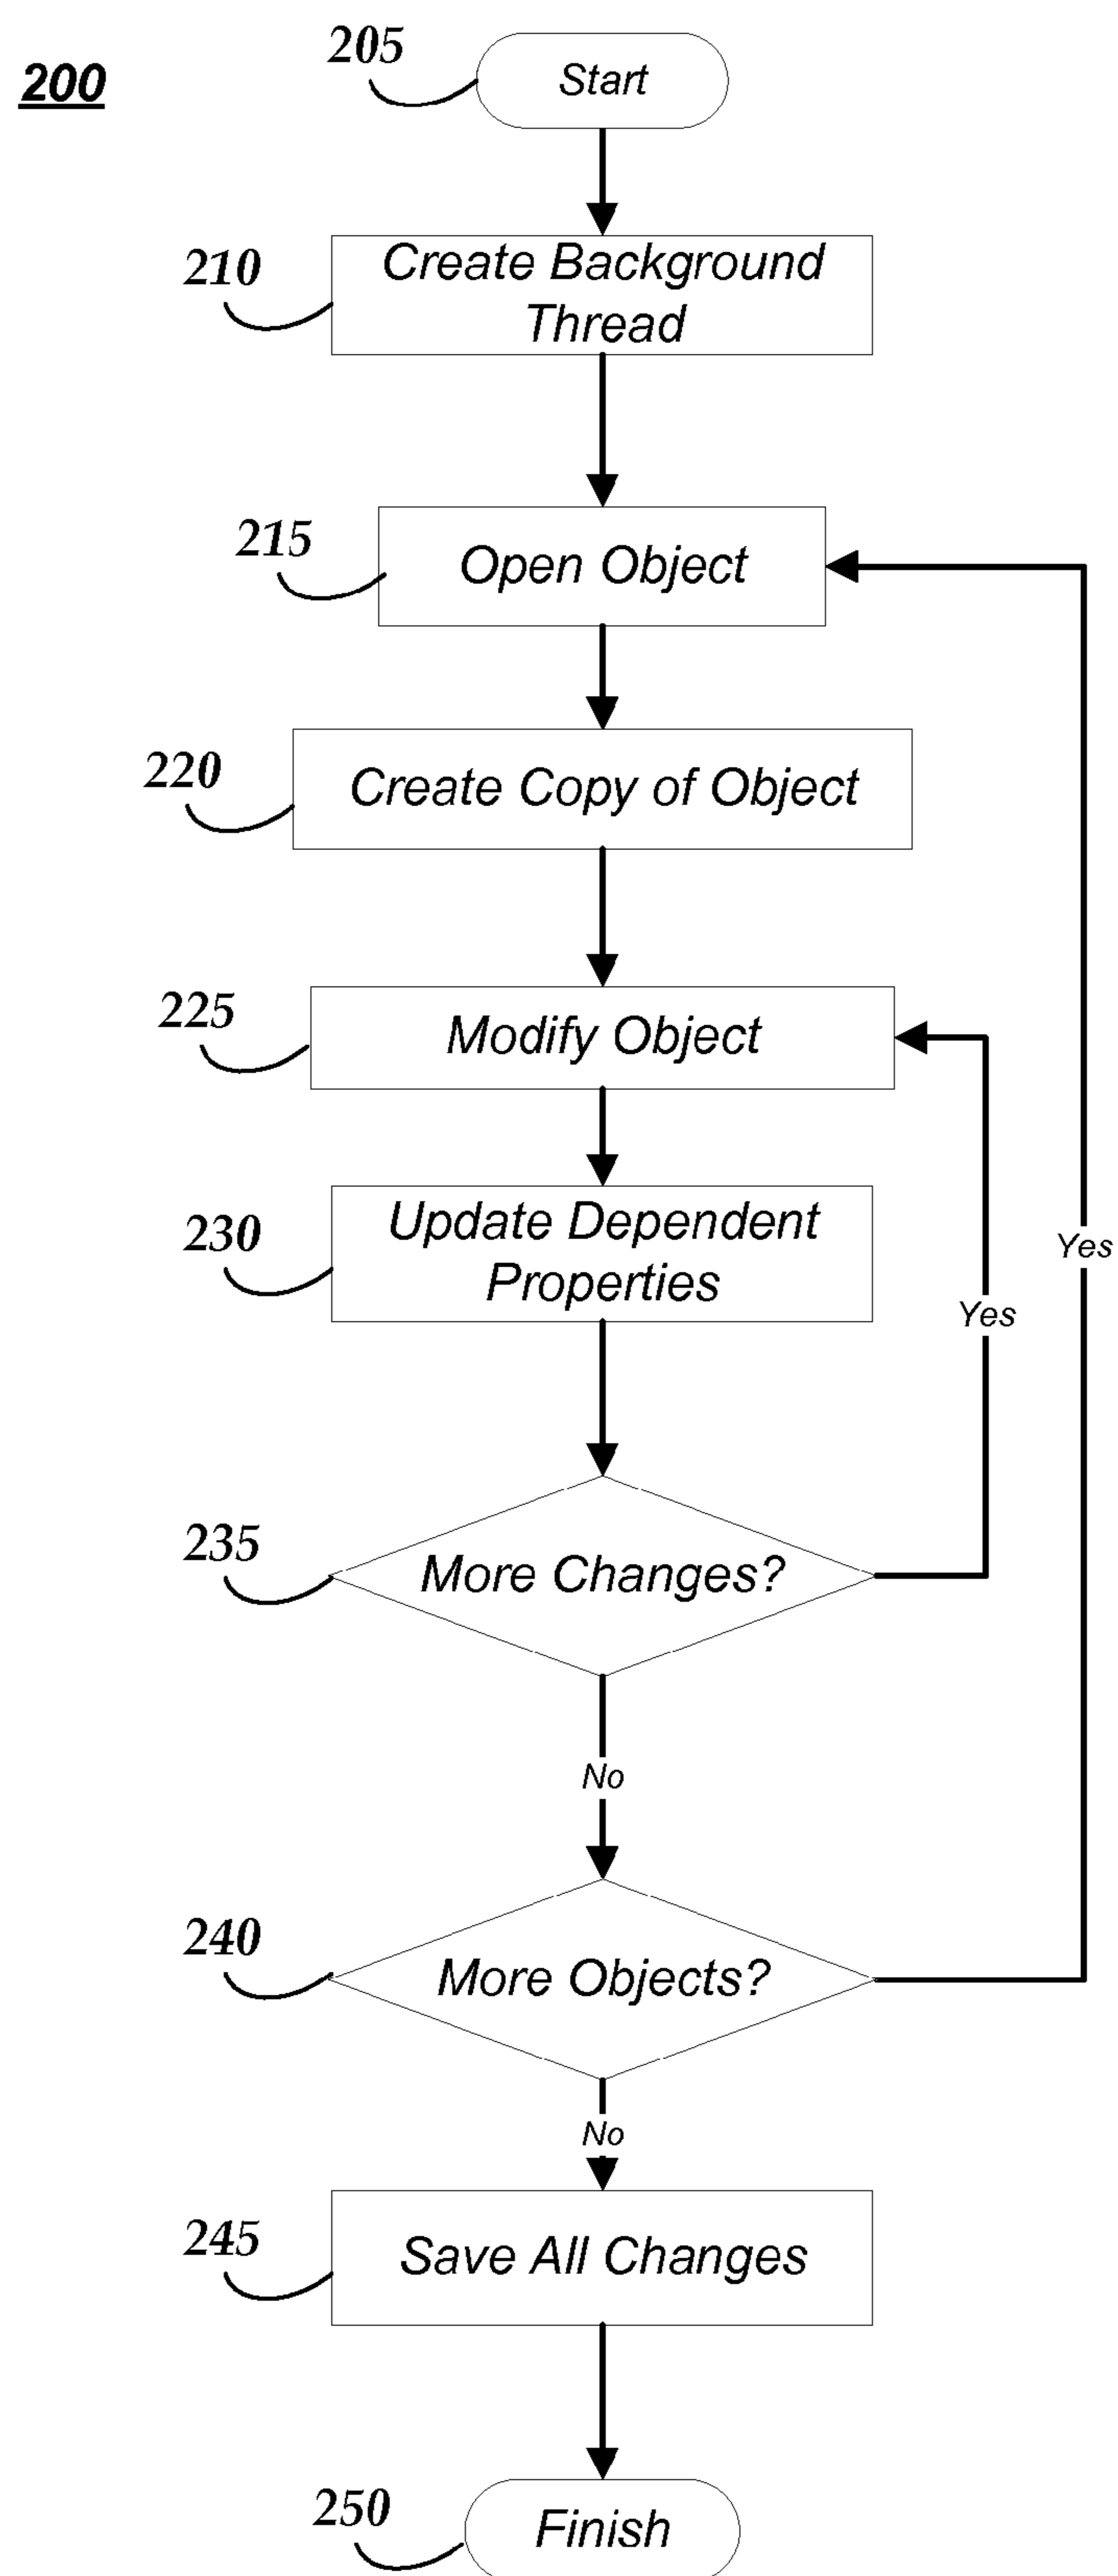 200
205
Start
210
Create Background
Thread
215
Open Object
220
Create Copy of Object
225
Modify Object
230
Update Dependent
Properties
Yes
Yes
235
More Changes?
No
240
More Objects?
No
245
Save All Changes
250
Finish